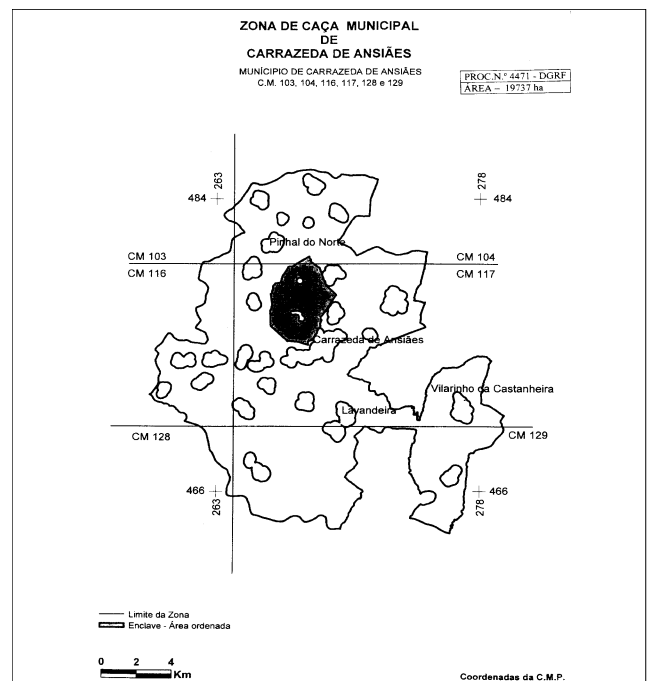 ZONA DE CAÇA MUNICIPAL
DE
CARRAZEDA DE ANSIÃES
MUNÍCIPIO DE CARRAZEDA DE ANSIÃES
C.M. 103, 104, 116, 117, 128 e 129
PROC.N.º 4471 - DGRF
ÁREA – 19737 ha
263
278
484
484
Pinhal do Norte
CM 103
CM 104
CM 116
CM 117
Carrazeda de Ansiães
Vilarinho da Castanheira
Lavandeira
CM 128
CM 129
466
466
263
278
Limite da Zona
Enclave - Área ordenada
0 2 4
Km
Coordenadas da C.M.P.